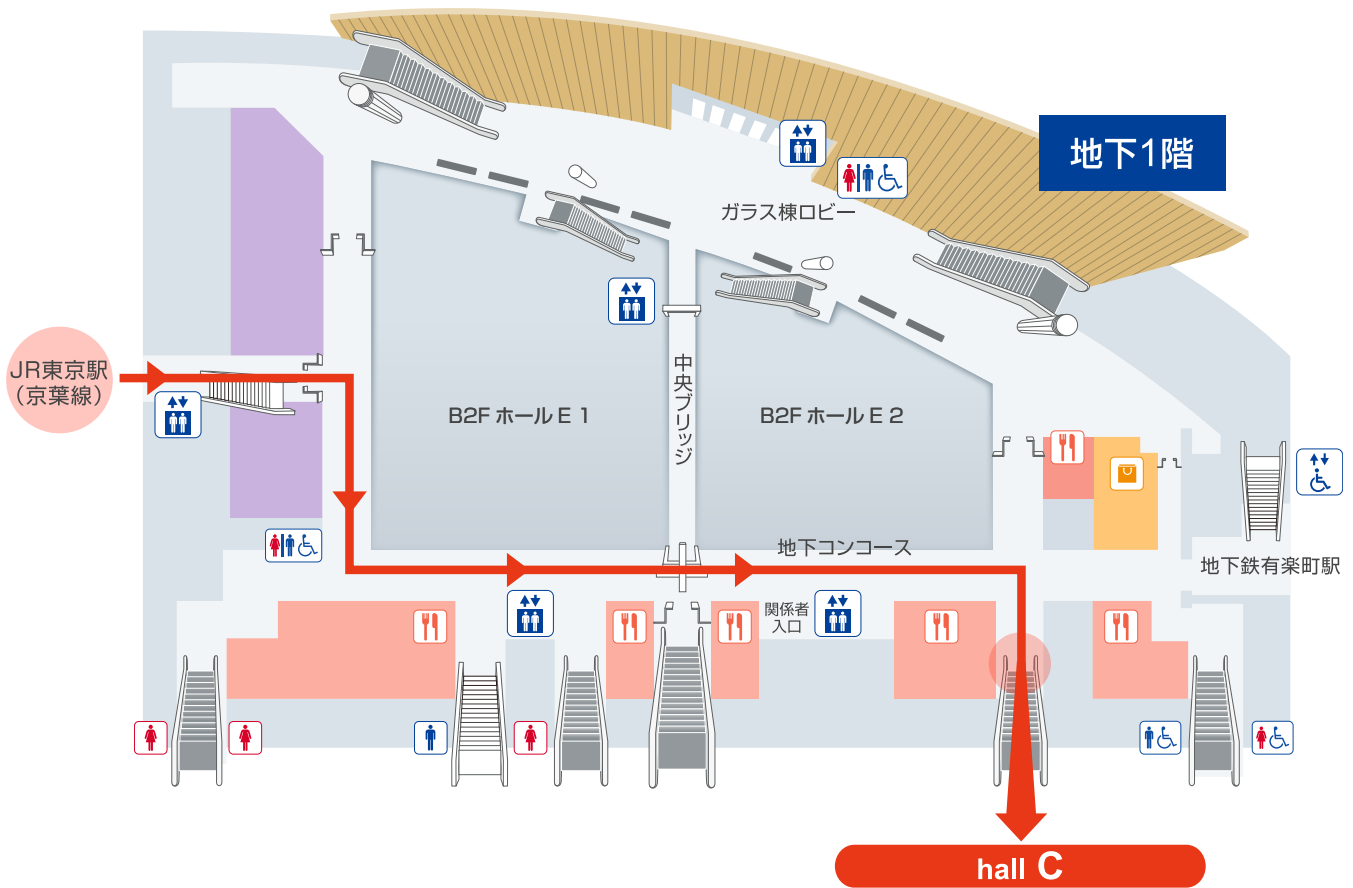 地下1階
ガラス棟ロビー
JR東京駅
（京葉線）
B2F ホール E 1
中央ブリッジ
B2F ホール E 2
地下コンコース
地下鉄有楽町駅
関係者
入口
hall C